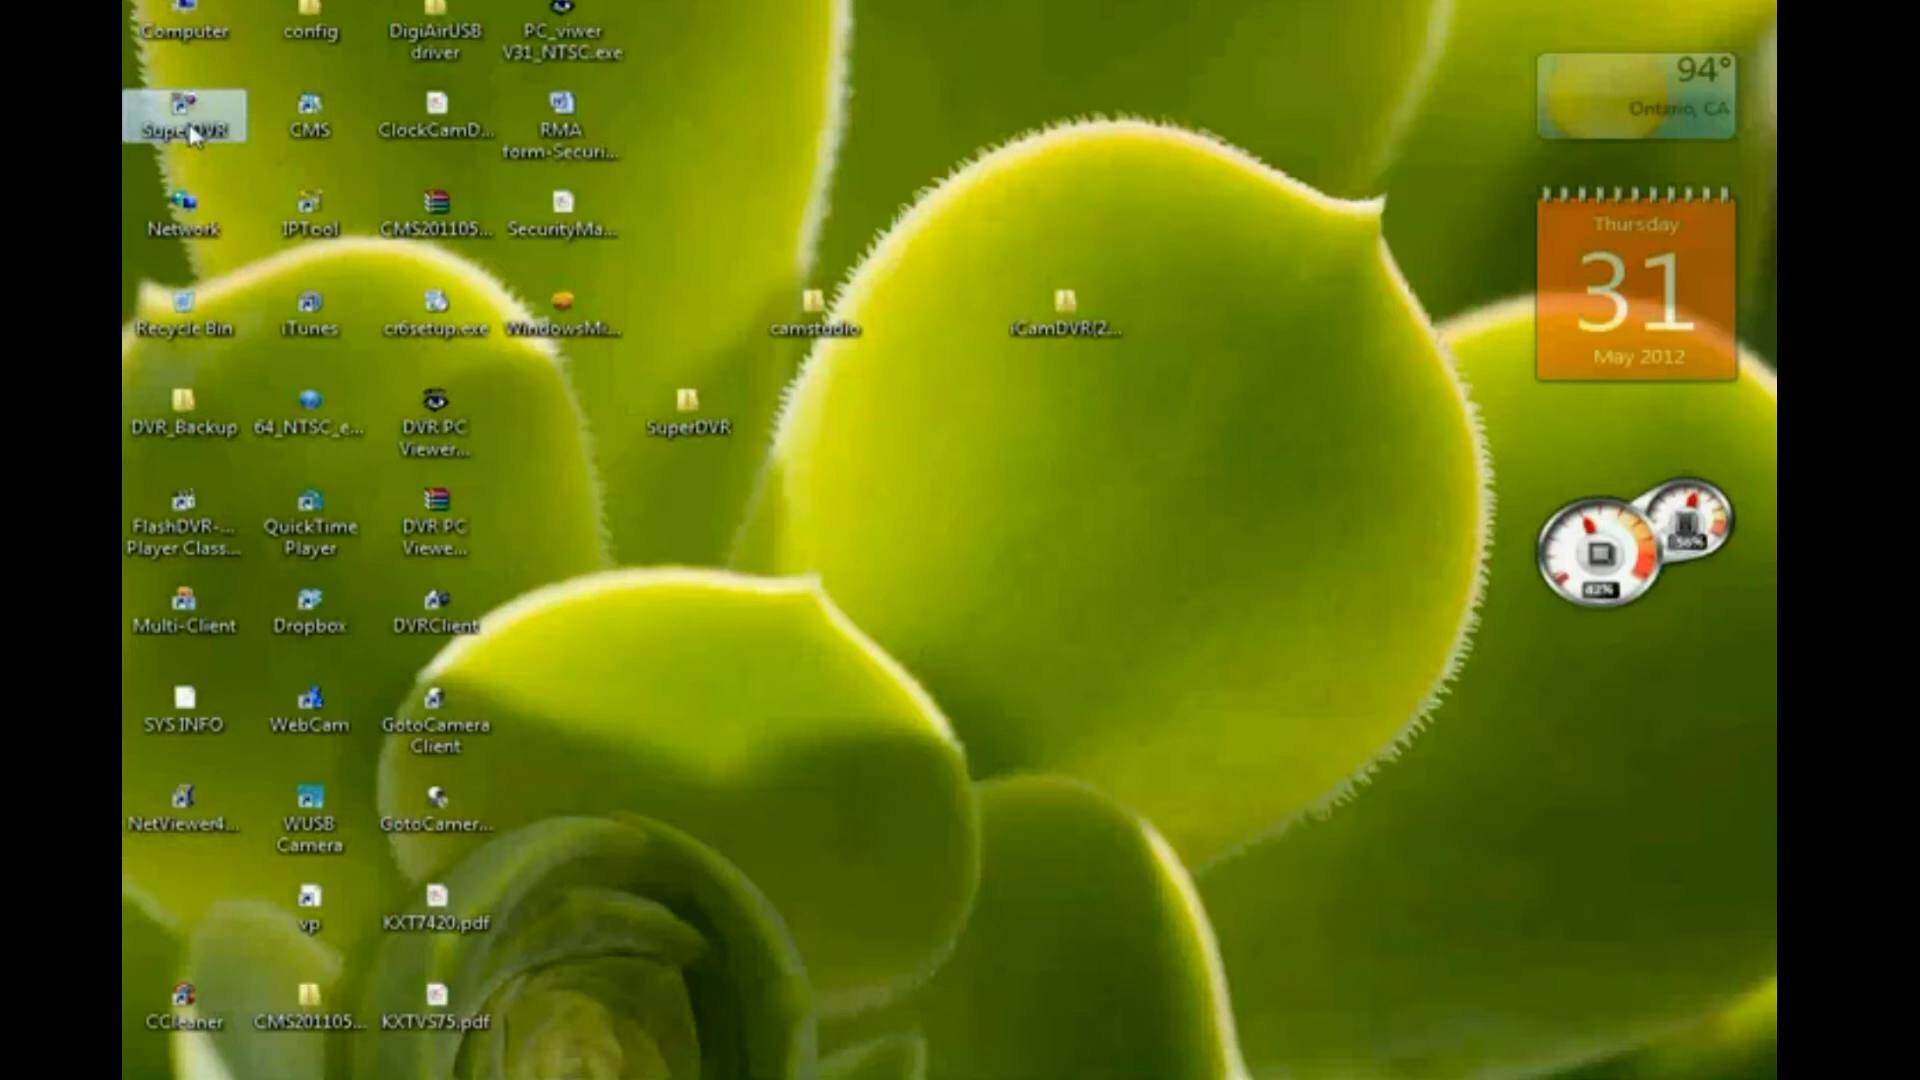 Computer
config
DigiAirUSB
driver
PC_viwer
V31_NTSC.exe
SuperDVR
CMS
ClockCamD...
RMA
form-Securi...
Network
IPTool
CMS201105...
SecurityMa...
Recycle Bin
iTunes
cr6setup.exe
WindowsMi...
camstudio
iCamDVR(2...
DVR_Backup
64_NTSC_e...
DVR PC
Viewer...
SuperDVR
FlashDVR-...
Player Class...
QuickTime
Player
DVR PC
Viewe...
Multi-Client
Dropbox
DVRClient
SYS INFO
WebCam
GotoCamera
Client
NetViewer4...
WUSB
Camera
GotoCamer...
vp
KXT7420.pdf
CCleaner
CMS201105...
KXTVS75.pdf
94°
Ontario, CA
Thursday
31
May 2012
42%